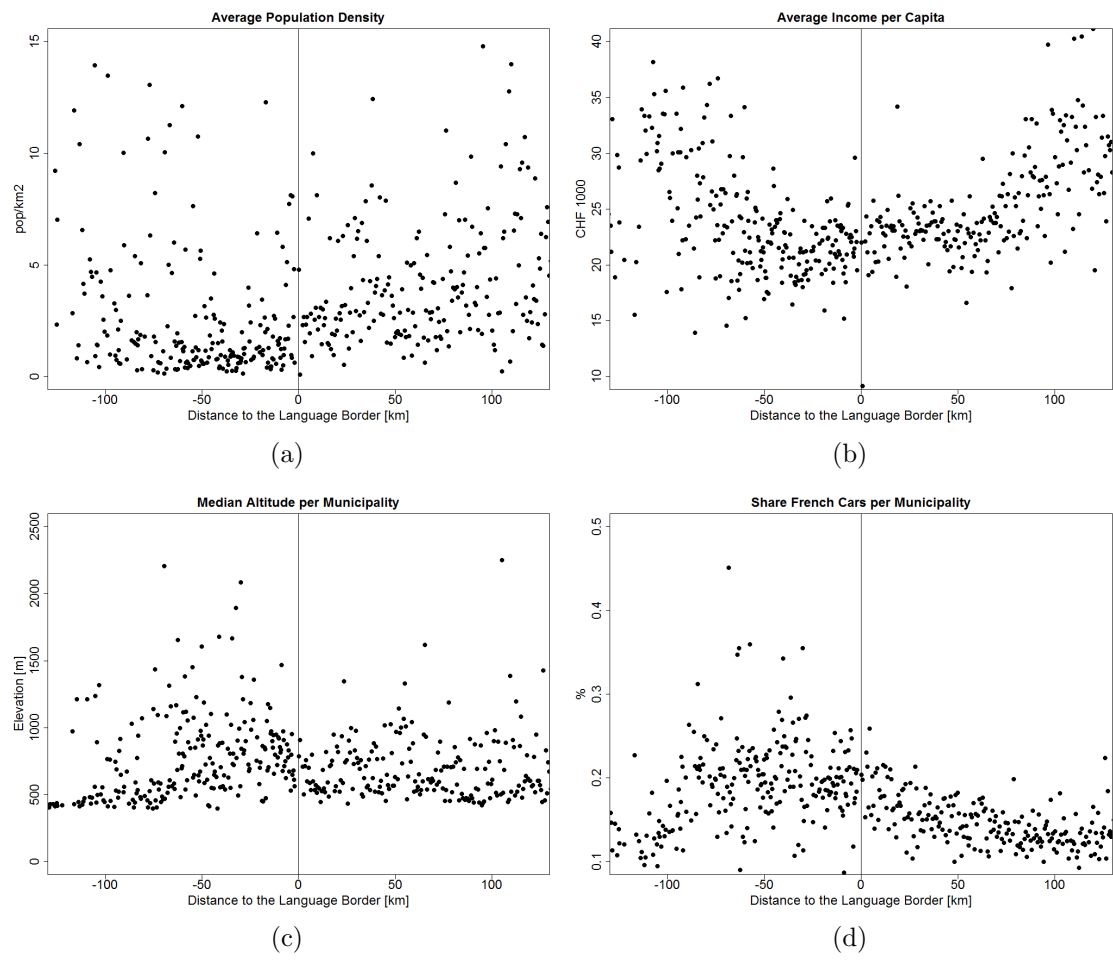 Average Population Density
15
10
5
0
pop/km2
-100 -50 0 50 100
Distance to the Language Border [km]
(a)
Average Income per Capita
40
35
30
25
20
15
10
CHF 1000
-100 -50 0 50 100
Distance to the Language Border [km]
(b)
Median Altitude per Municipality
2500
2000
1500
1000
500
0
Elevation [m]
-100 -50 0 50 100
Distance to the Language Border [km]
(c)
Share French Cars per Municipality
0.5
0.4
0.3
0.2
0.1
%
-100 -50 0 50 100
Distance to the Language Border [km]
(d)